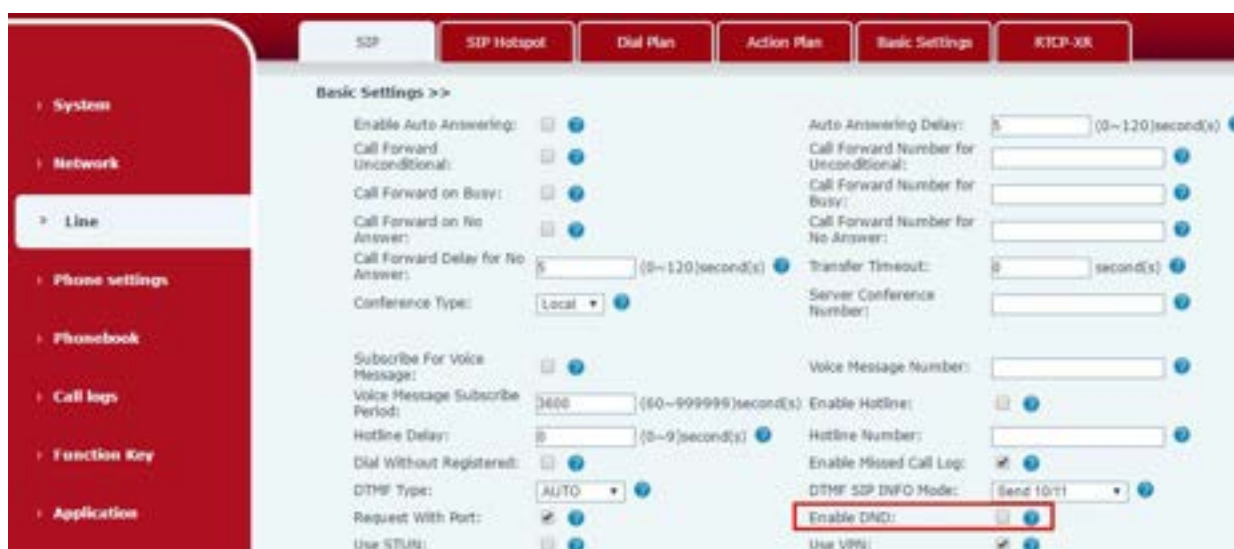 SIP SIP Hotspot Dial Plan Action Plan Basic Settings RTCP-XR
System
Network
Line
Phone settings
Phonebook
Call logs
Function Key
Application
Basic Settings >>
Enable Auto Answering: Auto Answering Delay: 5 (0~120)second(s)
Call Forward Unconditional: Call Forward Number for Unconditional:
Call Forward on Busy: Call Forward Number for Busy:
Call Forward on No Answer: Call Forward Number for No Answer:
Call Forward Delay for No Answer: 5 (0~120)second(s) Transfer Timeout: 0 second(s)
Conference Type: Local Server Conference Number:
Subscribe For Voice Message: Voice Message Number:
Voice Message Subscribe Period: 3600 (60~999999)second(s) Enable Hotline:
Hotline Delay: 0 (0~9)second(s) Hotline Number:
Dial Without Registered: Enable Missed Call Log:
DTMF Type: AUTO DTMF SIP INFO Mode: Send 10/11
Request With Port: Enable DND:
Use STUN: Use VPN: